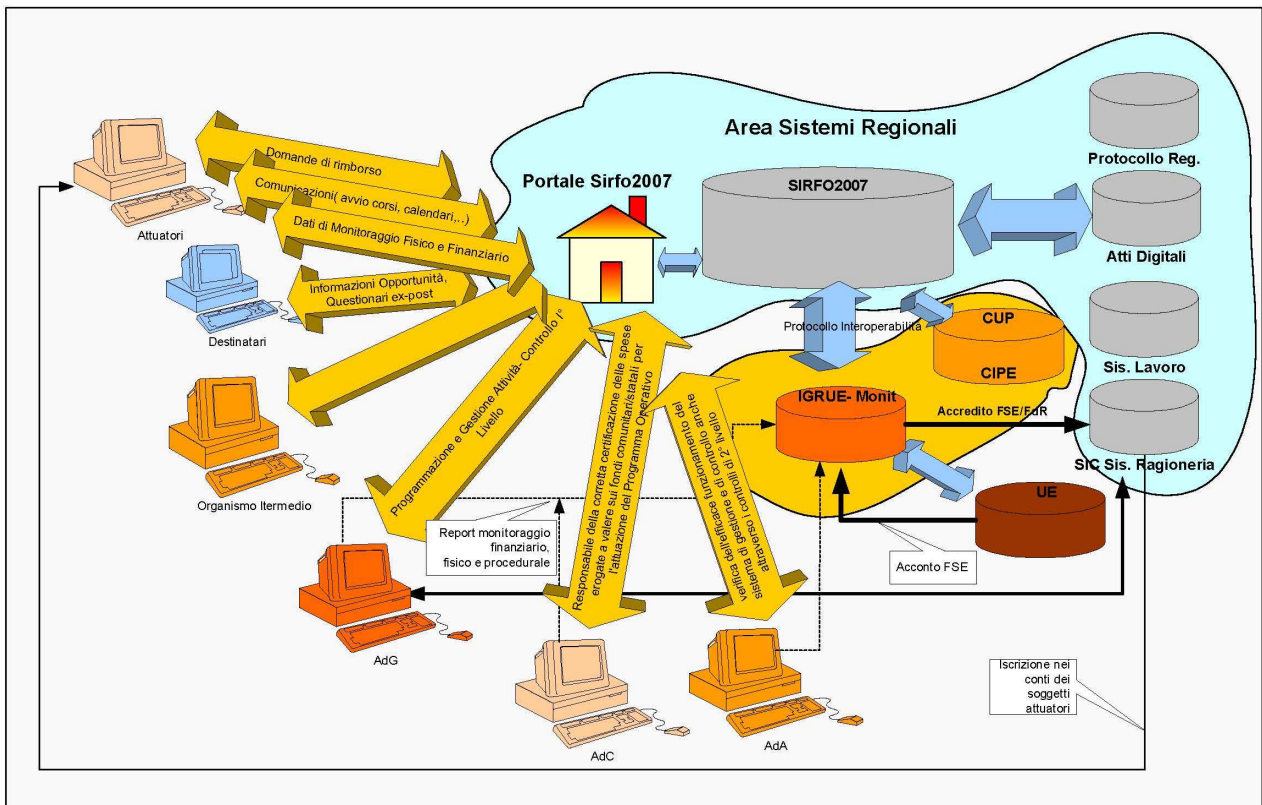 Area Sistemi Regionali
Protocollo Reg.
Portale Sirfo2007
SIRFO2007
Atti Digitali
Domande di rimborso
Comunicazioni( avvio corsi, calendari,..)
Dati di Monitoraggio Fisico e Finanziario
Attuatori
Informazioni Opportunità,
Questionari ex-post
Destinatari
Protocollo Interoperabilità
CUP
CIPE
Sis. Lavoro
IGRUE- Monit
Accredito FSE/FdR
SIC Sis. Ragioneria
UE
Acconto FSE
Organismo Itermedio
Programmazione e Gestione Attività- Controllo I°
Livello
Report monitoraggio
finanziario,
fisico e procedurale
Responsabile della corretta certificazione delle spese
erogate a valere sui fondi comunitari/statali per
l'attuazione del Programma Operativo
verifica dell'efficace funzionamento del
sistema di gestione e di controllo anche
attraverso i controlli di 2° livello
AdG
AdC
AdA
Iscrizione nei
conti dei
soggetti
attuatori